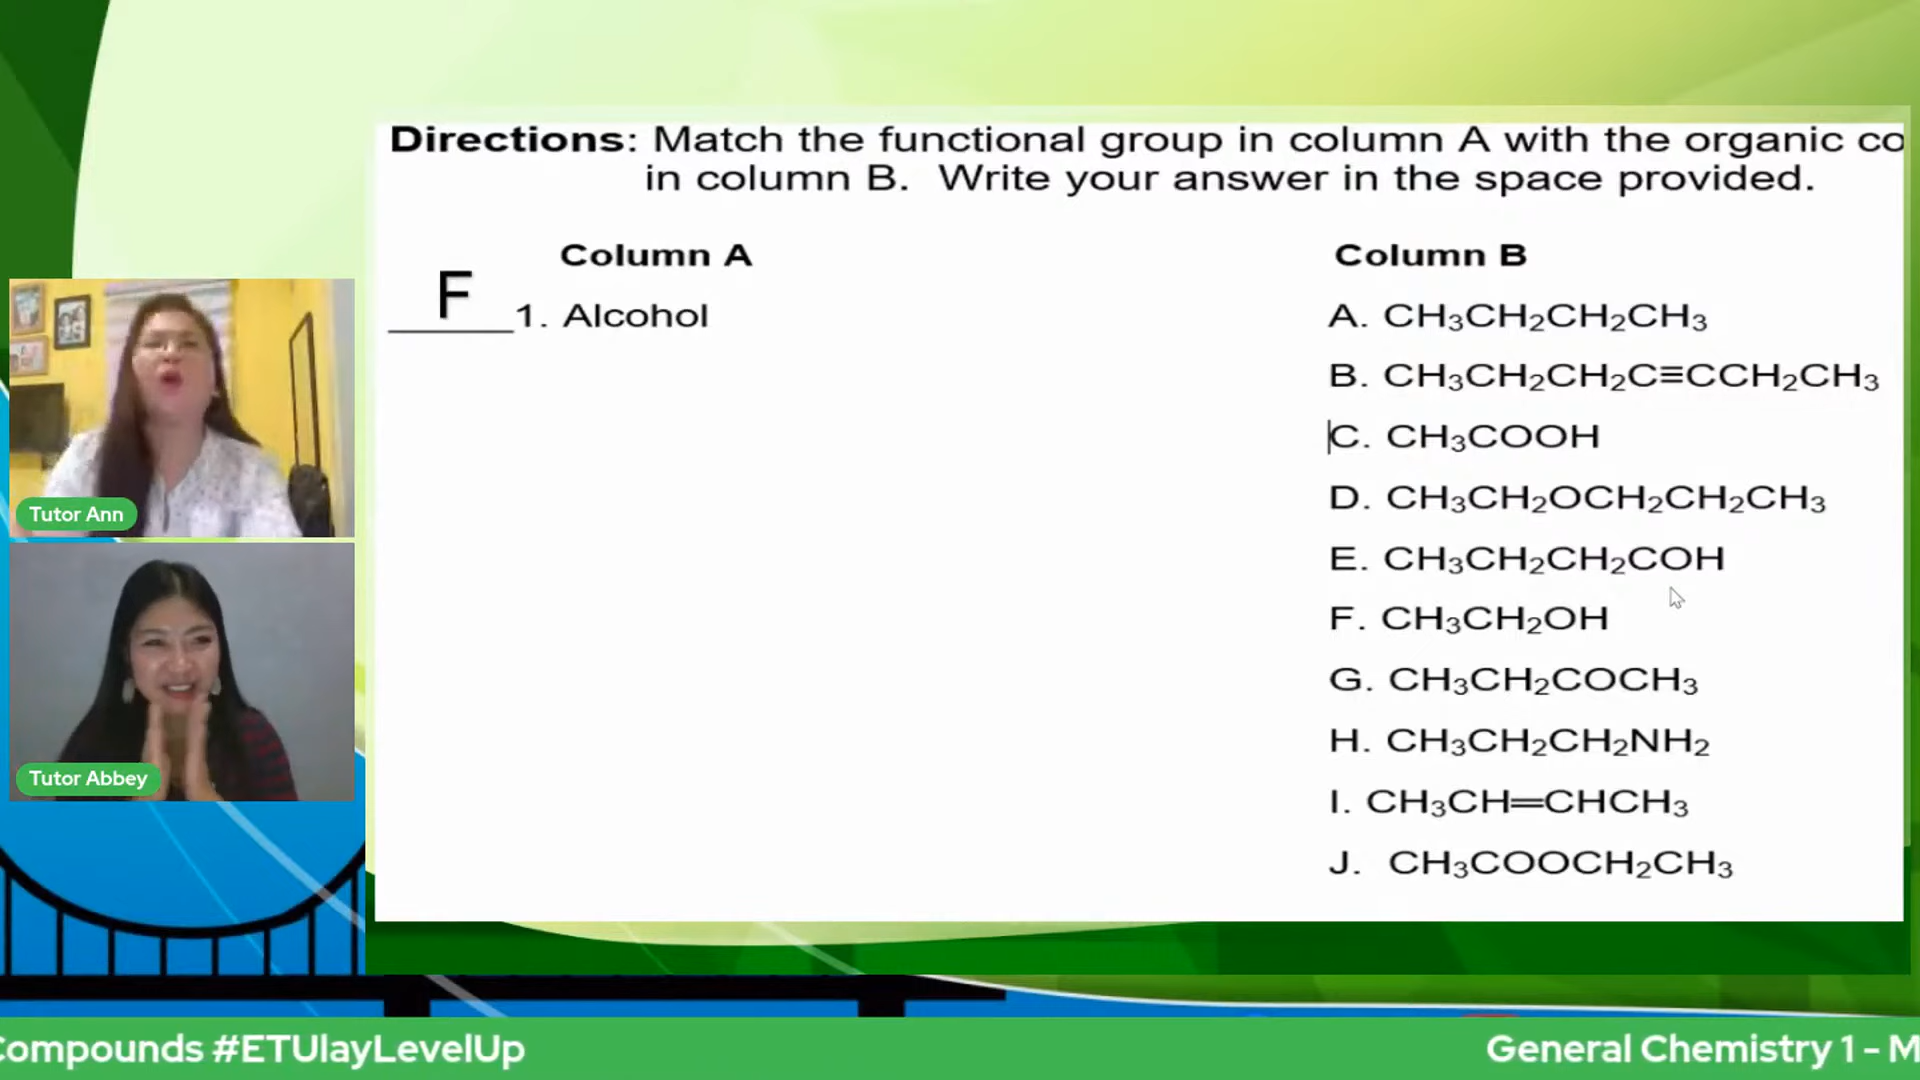 Directions: Match the functional group in column A with the organic co
in column B. Write your answer in the space provided.
Column A
Column B
F
1. Alcohol
A. CH₃CH₂CH₂CH₃
B. CH₃CH₂CH₂C≡CCH₂CH₃
C. CH₃COOH
D. CH₃CH₂OCH₂CH₂CH₃
E. CH₃CH₂CH₂COH
F. CH₃CH₂OH
G. CH₃CH₂COCH₃
H. CH₃CH₂CH₂NH₂
I. CH₃CH═CHCH₃
J. CH₃COOCH₂CH₃
Tutor Ann
Tutor Abbey
Compounds #ETUlayLevelUp
General Chemistry 1 - M